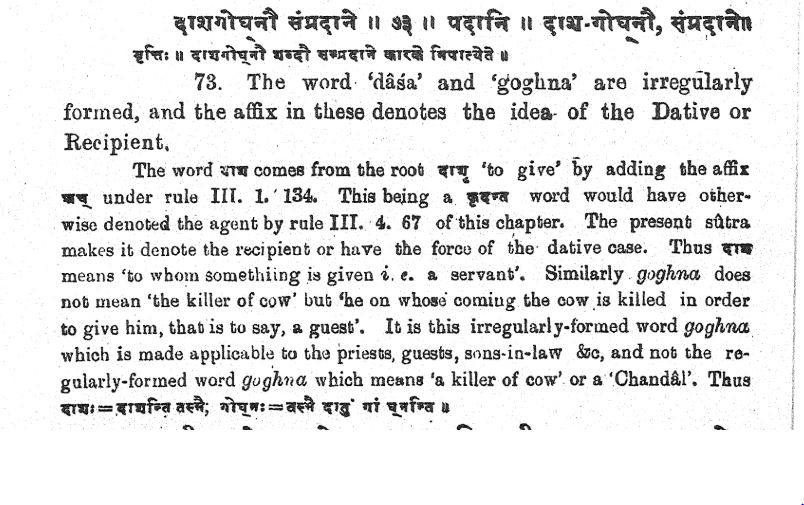 दाशगोघ्नौ संप्रदाने ॥ ७३ ॥ पदानि ॥ दाश-गोघ्नौ, संप्रदाने॥
वृत्तिः ॥ दाशगोघ्नौ शब्दौ सम्प्रदाने कारके निपात्येते ॥
73. The word 'dâśa' and 'goghna' are irregularly
formed, and the affix in these denotes the idea of the Dative or
Recipient.
The word दाश comes from the root दाशृ 'to give' by adding the affix
अच् under rule III. 1. 134. This being a कृदन्त word would have other-
wise denoted the agent by rule III. 4. 67 of this chapter. The present sûtra
makes it denote the recipient or have the force of the dative case. Thus दाश
means 'to whom somethiing is given i. e. a servant'. Similarly goghna does
not mean 'the killer of cow' but 'he on whose coming the cow is killed in order
to give him, that is to say, a guest'. It is this irregularly-formed word goghna
which is made applicable to the priests, guests, sons-in-law &c, and not the re-
gularly-formed word goghna which means 'a killer of cow' or a 'Chandâl'. Thus
दाशः=दाशन्ति तस्मै; गोघ्नः=तस्मै दातुं गां घ्नन्ति ॥